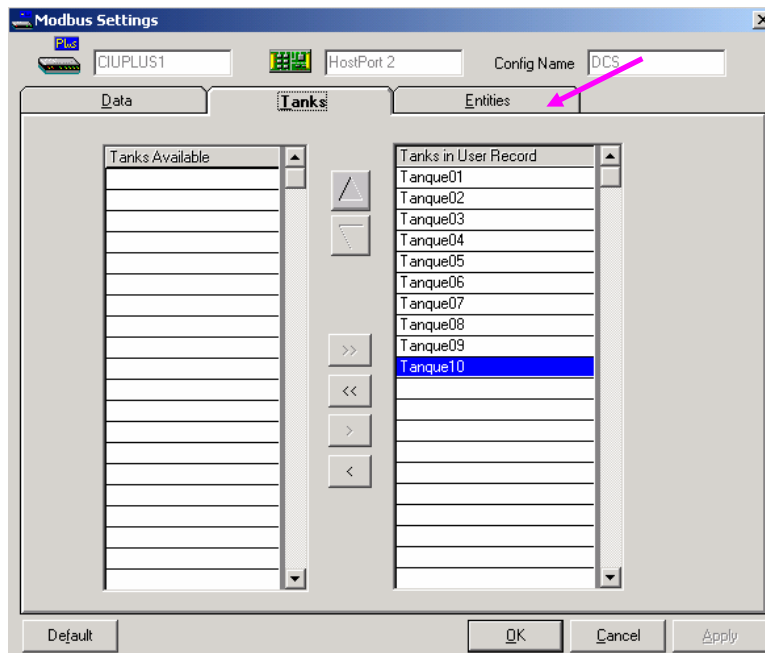 Modbus Settings
Plus
CIUPLUS1 HostPort 2 Config Name DCS
Data Tanks Entities
Tanks Available Tanks in User Record
Tanque01
Tanque02
Tanque03
Tanque04
Tanque05
Tanque06
Tanque07
Tanque08
>> Tanque09
Tanque10
<<
>
<
Default OK Cancel Apply